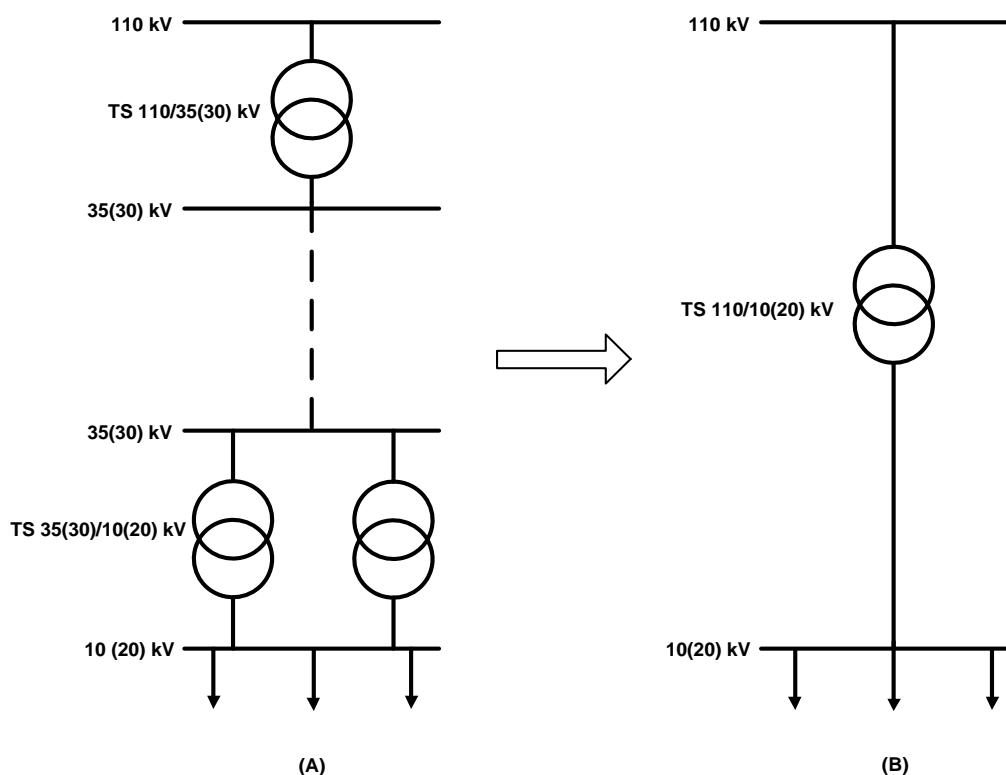 110 kV
TS 110/35(30) kV
35(30) kV
35(30) kV
TS 35(30)/10(20) kV
10 (20) kV
(A)
110 kV
TS 110/10(20) kV
10(20) kV
(B)